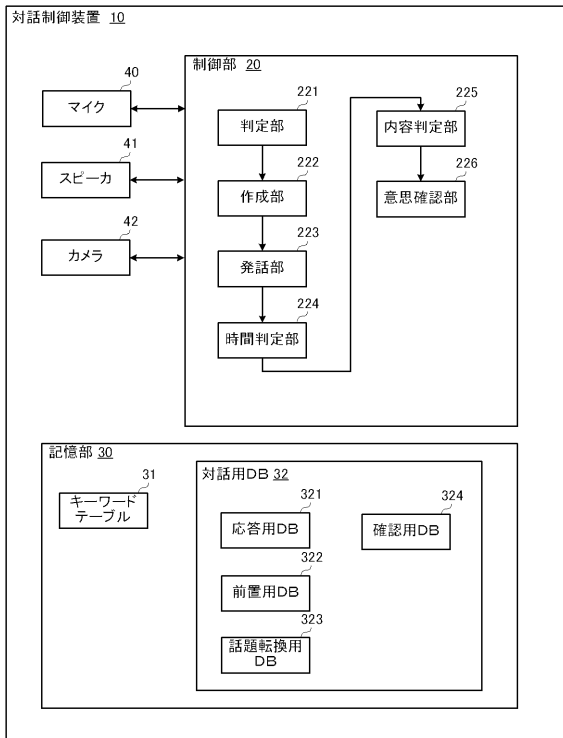 対話制御装置 10
制御部 20
40
マイク
41
スピーカ
42
カメラ
221
判定部
222
作成部
223
発話部
224
時間判定部
225
内容判定部
226
意思確認部
記憶部 30
31
キーワード
テーブル
対話用DB 32
321
応答用DB
322
前置用DB
323
話題転換用
DB
324
確認用DB